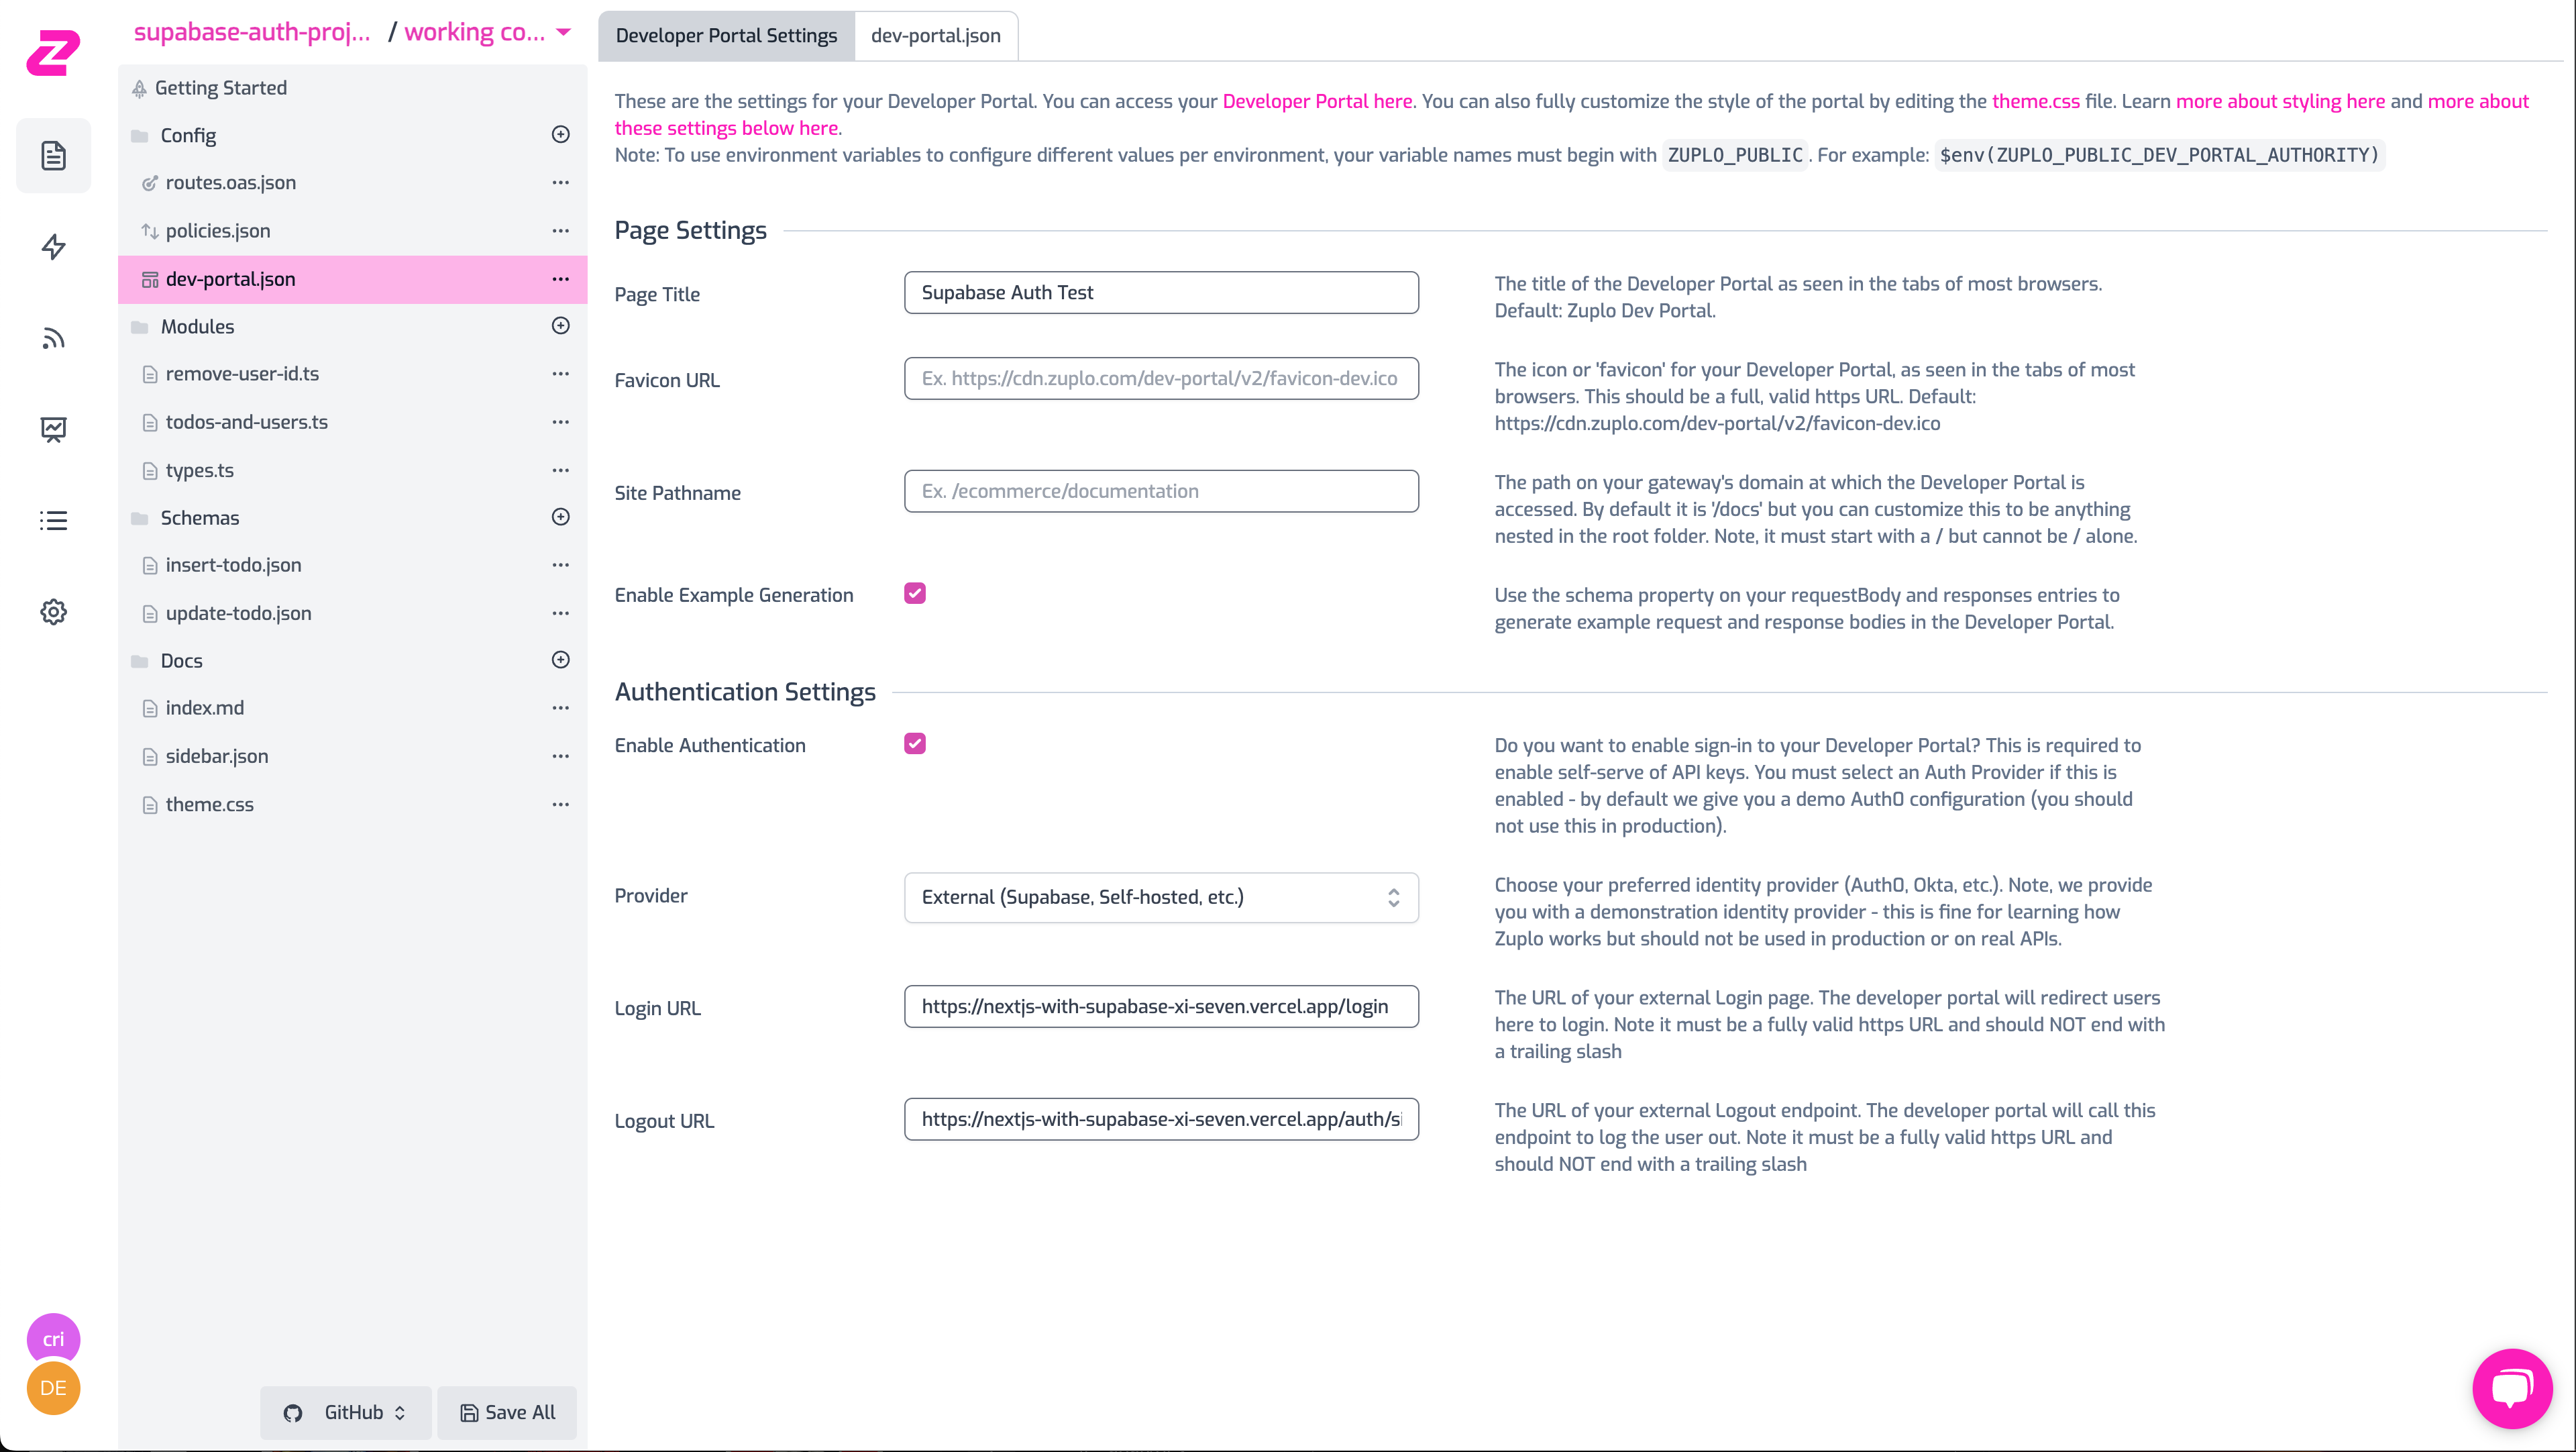 supabase-auth-proj... / working co...
Getting Started
Config
routes.oas.json
policies.json
dev-portal.json
Modules
remove-user-id.ts
todos-and-users.ts
types.ts
Schemas
insert-todo.json
update-todo.json
Docs
index.md
sidebar.json
theme.css
cri
DE
GitHub
Save All
Developer Portal Settings
dev-portal.json
These are the settings for your Developer Portal. You can access your Developer Portal here. You can also fully customize the style of the portal by editing the theme.css file. Learn more about styling here and more about
these settings below here.
Note: To use environment variables to configure different values per environment, your variable names must begin with ZUPLO_PUBLIC. For example: $env(ZUPLO_PUBLIC_DEV_PORTAL_AUTHORITY)
Page Settings
Page Title
Supabase Auth Test
The title of the Developer Portal as seen in the tabs of most browsers.
Default: Zuplo Dev Portal.
Favicon URL
Ex. https://cdn.zuplo.com/dev-portal/v2/favicon-dev.ico
The icon or 'favicon' for your Developer Portal, as seen in the tabs of most
browsers. This should be a full, valid https URL. Default:
https://cdn.zuplo.com/dev-portal/v2/favicon-dev.ico
Site Pathname
Ex. /ecommerce/documentation
The path on your gateway's domain at which the Developer Portal is
accessed. By default it is '/docs' but you can customize this to be anything
nested in the root folder. Note, it must start with a / but cannot be / alone.
Enable Example Generation
Use the schema property on your requestBody and responses entries to
generate example request and response bodies in the Developer Portal.
Authentication Settings
Enable Authentication
Do you want to enable sign-in to your Developer Portal? This is required to
enable self-serve of API keys. You must select an Auth Provider if this is
enabled - by default we give you a demo Auth0 configuration (you should
not use this in production).
Provider
External (Supabase, Self-hosted, etc.)
Choose your preferred identity provider (Auth0, Okta, etc.). Note, we provide
you with a demonstration identity provider - this is fine for learning how
Zuplo works but should not be used in production or on real APIs.
Login URL
https://nextjs-with-supabase-xi-seven.vercel.app/login
The URL of your external Login page. The developer portal will redirect users
here to login. Note it must be a fully valid https URL and should NOT end with
a trailing slash
Logout URL
https://nextjs-with-supabase-xi-seven.vercel.app/auth/si
The URL of your external Logout endpoint. The developer portal will call this
endpoint to log the user out. Note it must be a fully valid https URL and
should NOT end with a trailing slash